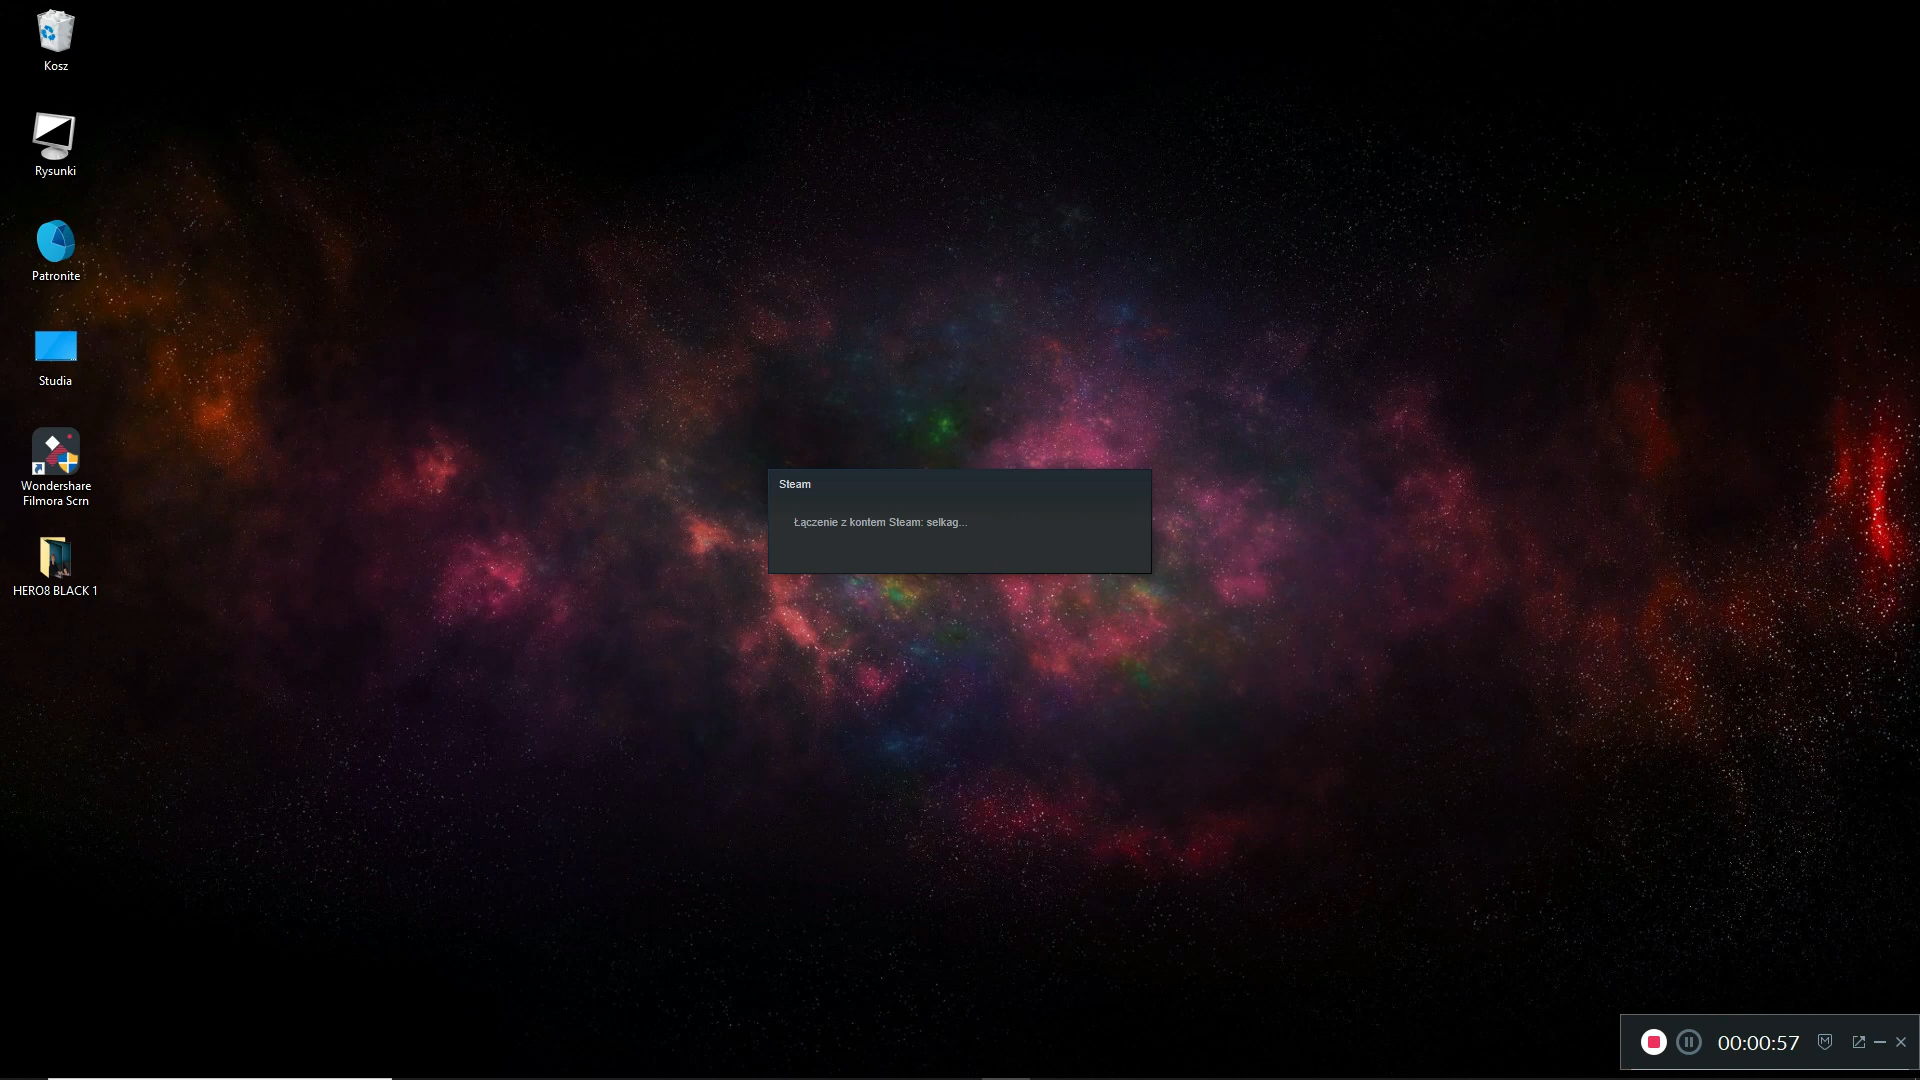 Kosz
Rysunki
Patronite
Studia
Wondershare
Filmora Scrn
HERO8 BLACK 1
Steam
Łączenie z kontem Steam: selkag...
00:00:57